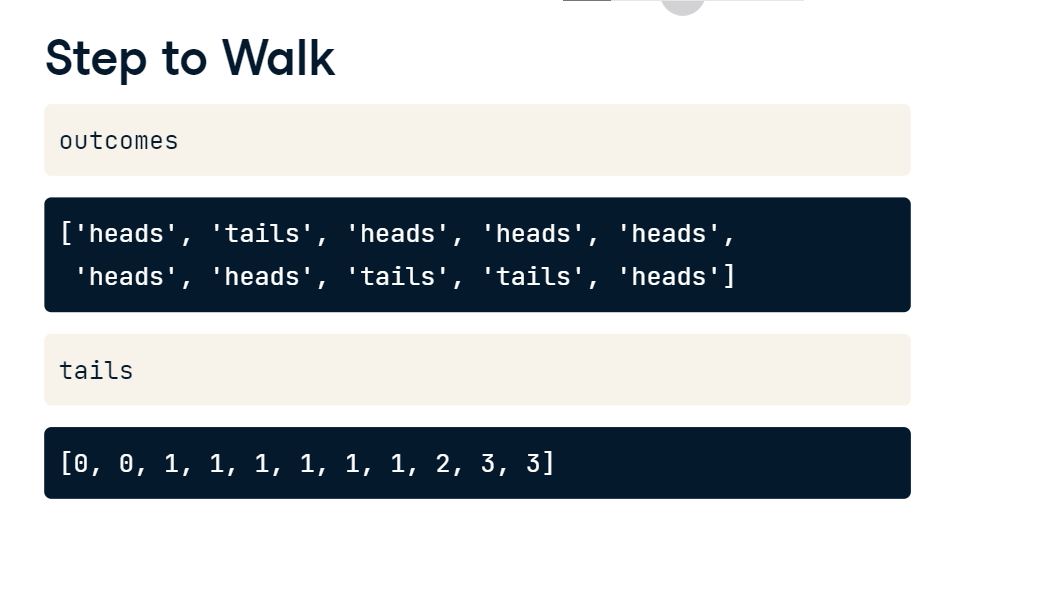 Step to Walk
outcomes
['heads', 'tails', 'heads', 'heads', 'heads',
'heads', 'heads', 'tails', 'tails', 'heads']
tails
[0, 0, 1, 1, 1, 1, 1, 1, 2, 3, 3]